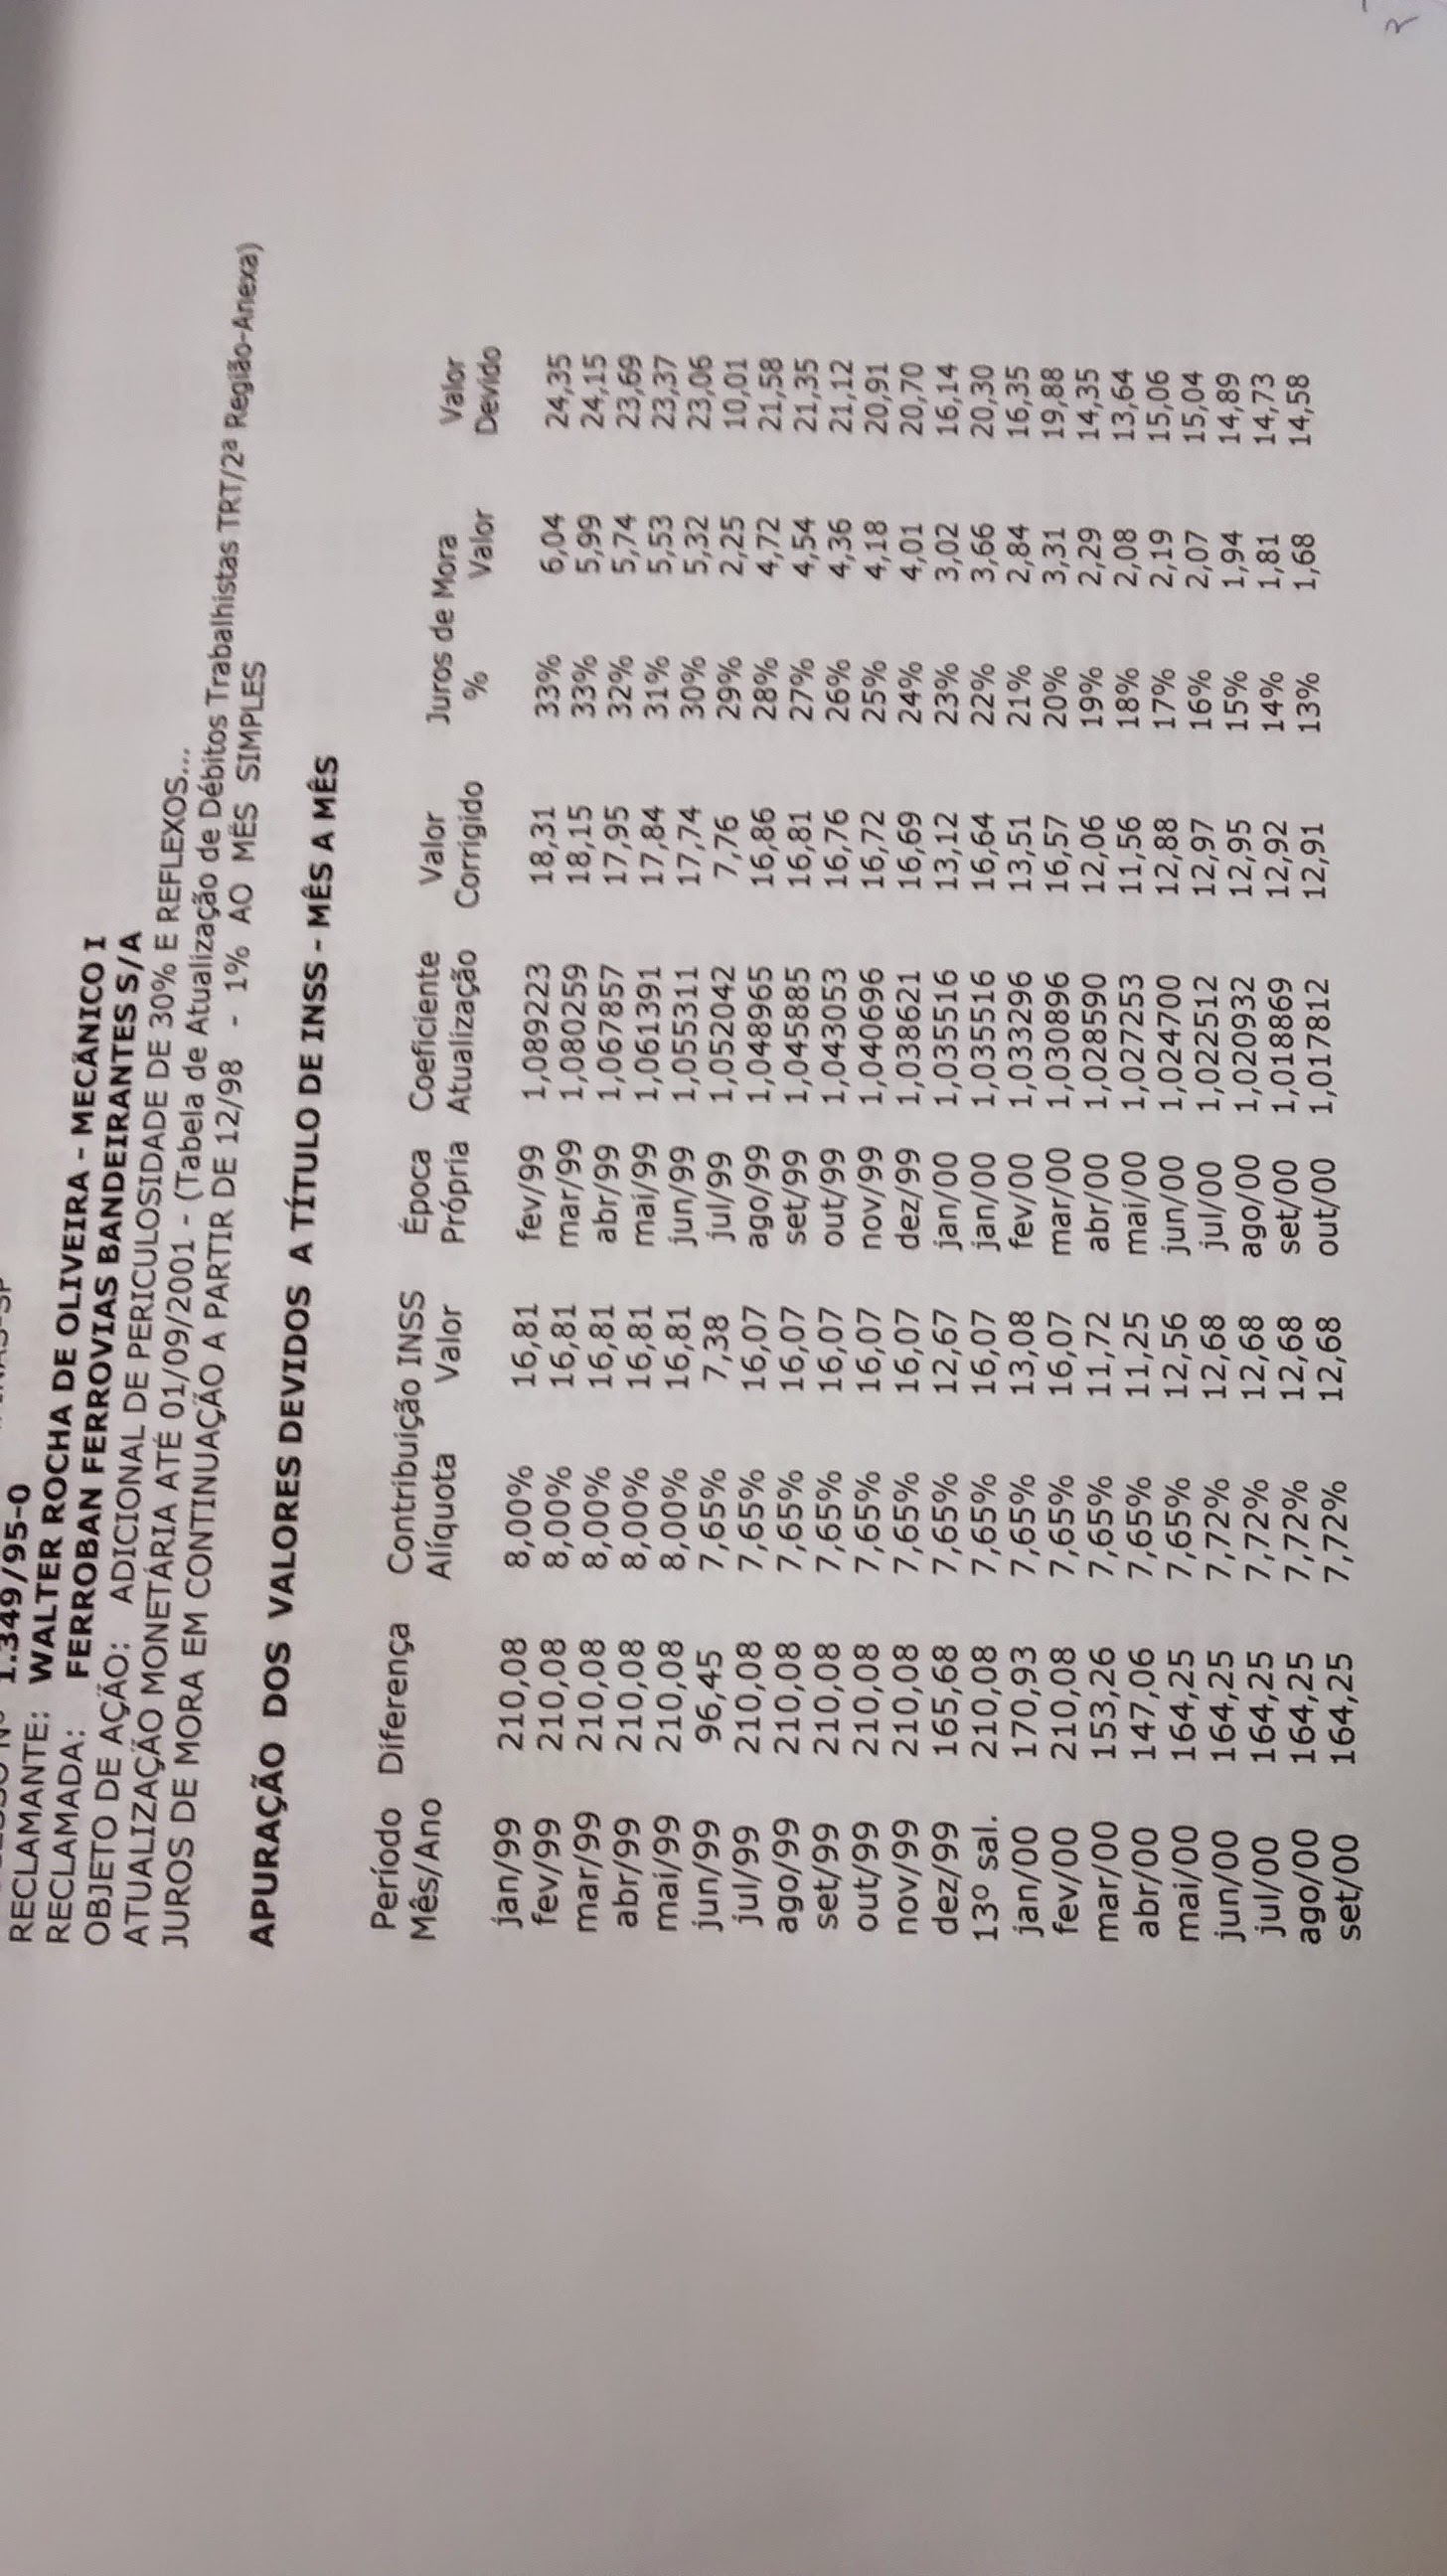 1.349/95-0
RECLAMANTE: WALTER ROCHA DE OLIVEIRA - MECÂNICO I
RECLAMADA: FERROBAN FERROVIAS BANDEIRANTES S/A
OBJETO DE AÇÃO: ADICIONAL DE PERICULOSIDADE DE 30% E REFLEXOS...
ATUALIZAÇÃO MONETÁRIA ATÉ 01/09/2001 - (Tabela de Atualização de Débitos Trabalhistas TRT/2ª Região-Anexa)
JUROS DE MORA EM CONTINUAÇÃO A PARTIR DE 12/98 - 1% AO MÊS SIMPLES
APURAÇÃO DOS VALORES DEVIDOS A TÍTULO DE INSS - MÊS A MÊS
Período Diferença Contribuição INSS Época Coeficiente Valor Juros de Mora Valor
Mês/Ano Alíquota Valor Própria Atualização Corrigido % Valor Devido
jan/99 210,08 8,00% 16,81 fev/99 1,089223 18,31 33% 6,04 24,35
fev/99 210,08 8,00% 16,81 mar/99 1,080259 18,15 33% 5,99 24,15
mar/99 210,08 8,00% 16,81 abr/99 1,067857 17,95 32% 5,74 23,69
abr/99 210,08 8,00% 16,81 mai/99 1,061391 17,84 31% 5,53 23,37
mai/99 210,08 8,00% 16,81 jun/99 1,055311 17,74 30% 5,32 23,06
jun/99 96,45 7,65% 7,38 jul/99 1,052042 7,76 29% 2,25 10,01
jul/99 210,08 7,65% 16,07 ago/99 1,048965 16,86 28% 4,72 21,58
ago/99 210,08 7,65% 16,07 set/99 1,045885 16,81 27% 4,54 21,35
set/99 210,08 7,65% 16,07 out/99 1,043053 16,76 26% 4,36 21,12
out/99 210,08 7,65% 16,07 nov/99 1,040696 16,72 25% 4,18 20,91
nov/99 210,08 7,65% 16,07 dez/99 1,038621 16,69 24% 4,01 20,70
dez/99 165,68 7,65% 12,67 jan/00 1,035516 13,12 23% 3,02 16,14
13º sal. 210,08 7,65% 16,07 jan/00 1,035516 16,64 22% 3,66 20,30
jan/00 170,93 7,65% 13,08 fev/00 1,033296 13,51 21% 2,84 16,35
fev/00 210,08 7,65% 16,07 mar/00 1,030896 16,57 20% 3,31 19,88
mar/00 153,26 7,65% 11,72 abr/00 1,028590 12,06 19% 2,29 14,35
abr/00 147,06 7,65% 11,25 mai/00 1,027253 11,56 18% 2,08 13,64
mai/00 164,25 7,65% 12,56 jun/00 1,024700 12,88 17% 2,19 15,06
jun/00 164,25 7,72% 12,68 jul/00 1,022512 12,97 16% 2,07 15,04
jul/00 164,25 7,72% 12,68 ago/00 1,020932 12,95 15% 1,94 14,89
ago/00 164,25 7,72% 12,68 set/00 1,018869 12,92 14% 1,81 14,73
set/00 164,25 7,72% 12,68 out/00 1,017812 12,91 13% 1,68 14,58